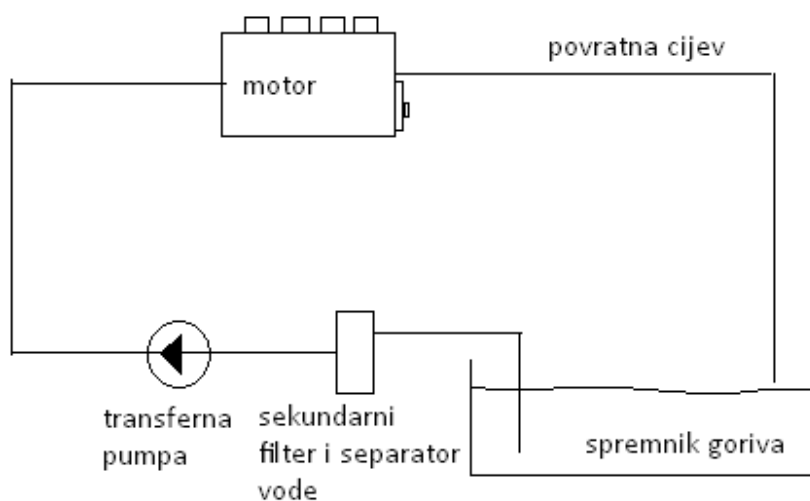 povratna cijev
motor
transferna
pumpa
sekundarni
filter i separator
vode
spremnik goriva